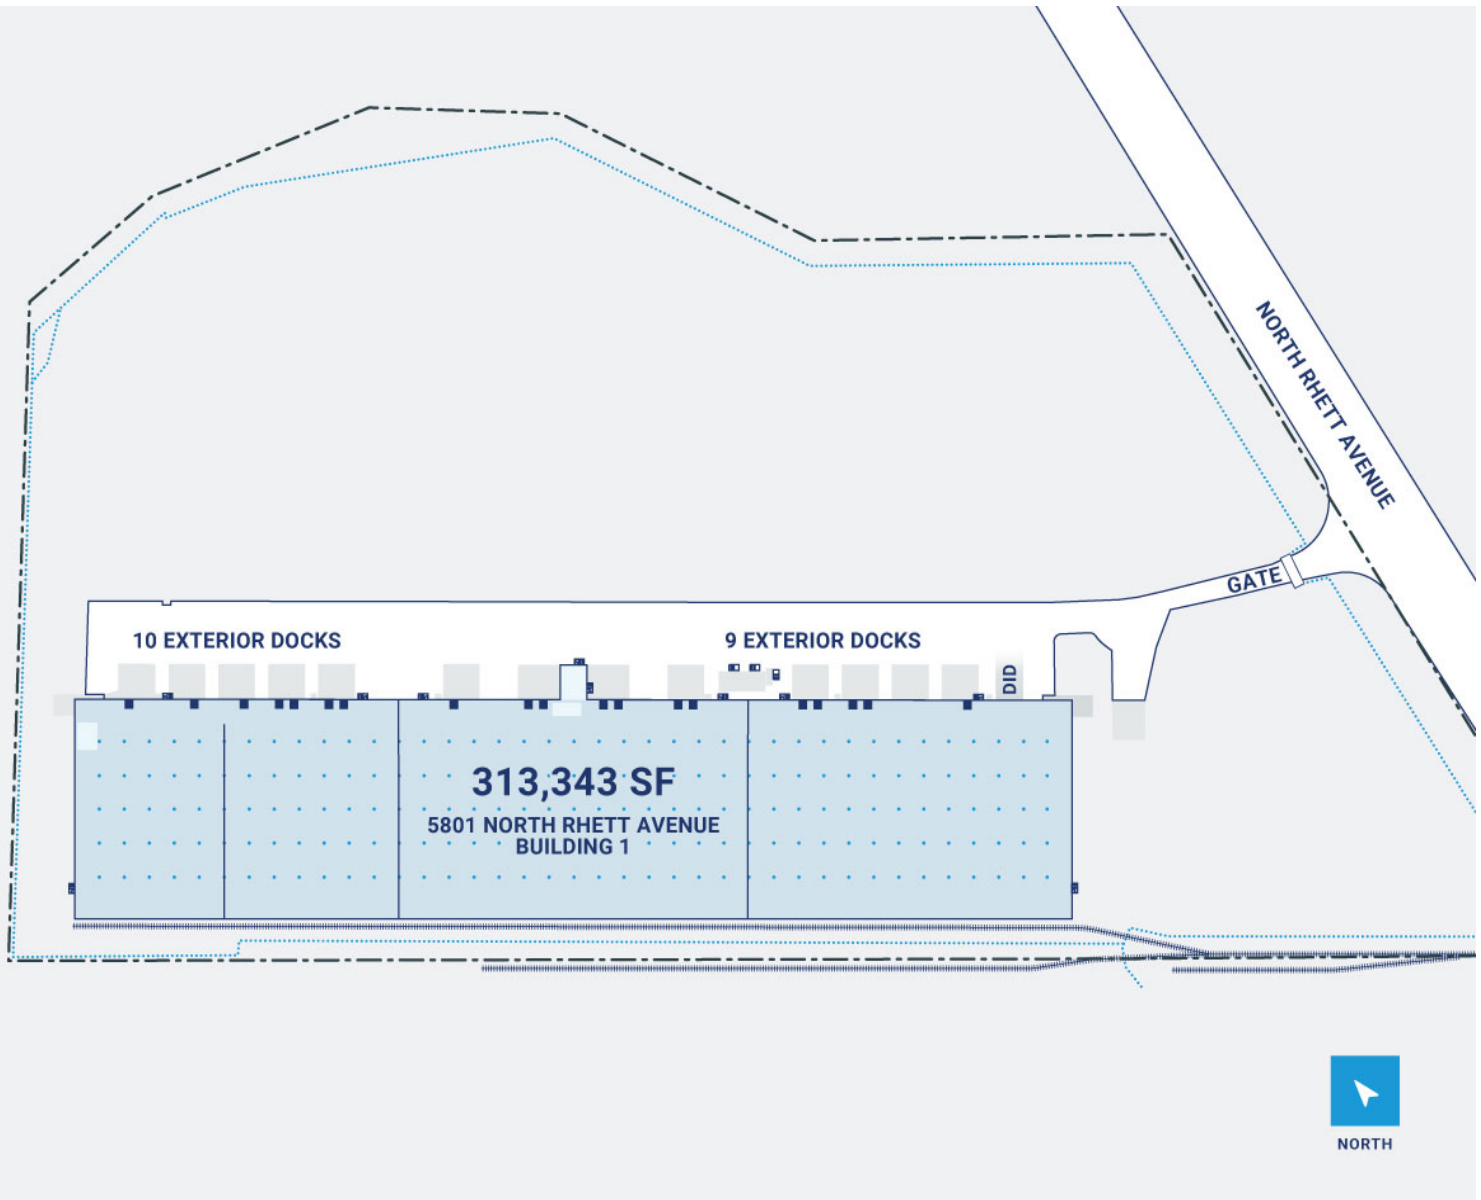 NORTH RHETT AVENUE
GATE
10 EXTERIOR DOCKS
9 EXTERIOR DOCKS
DID
313,343 SF
5801 NORTH RHETT AVENUE
BUILDING 1
NORTH